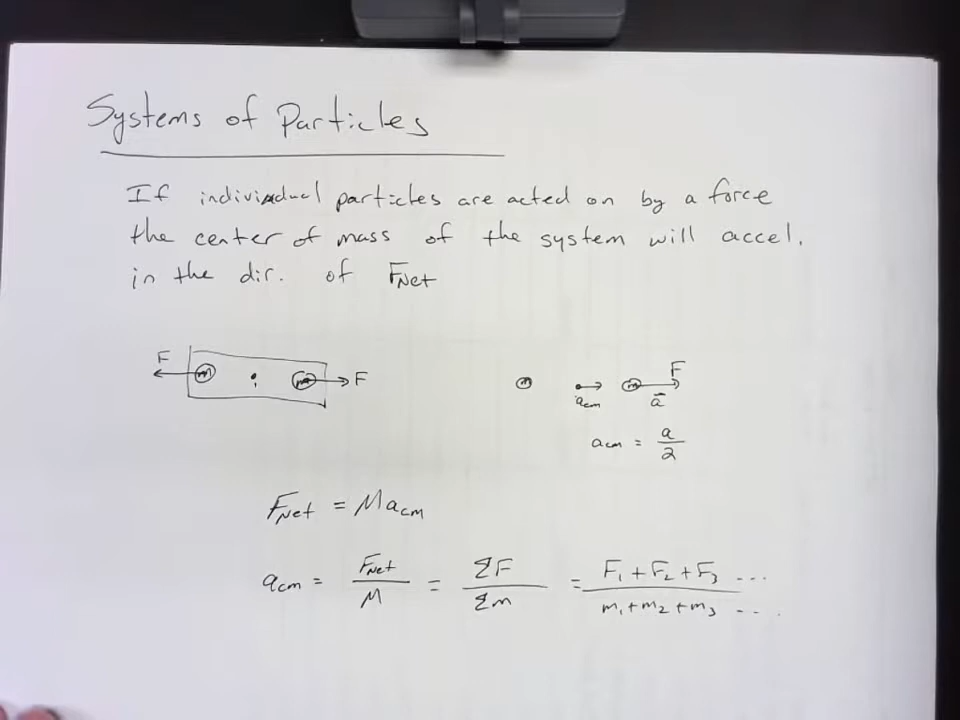 Systems of Particles
If individual particles are acted on by a force
the center of mass of the system will accel.
in the dir. of FNet
F m m F
m acm m F a
acm = a/2
FNet = Macm
acm = FNet/M = ΣF/Σm = F1+F2+F3 .../m1+m2+m3 ...